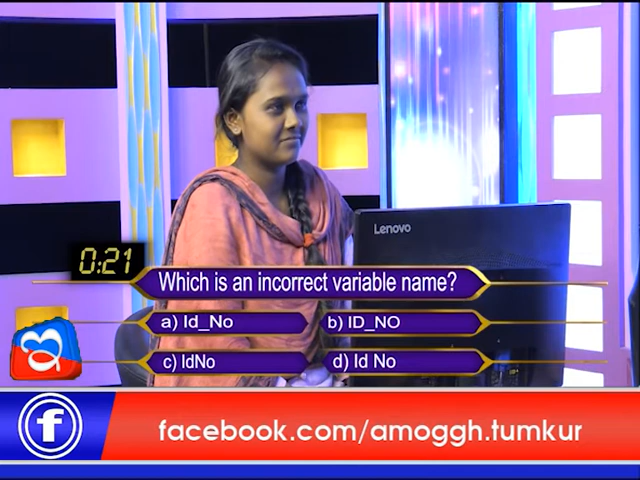 Lenovo
0:21
Which is an incorrect variable name?
a) Id_No
b) ID_NO
c) IdNo
d) Id No
ಅ
f facebook.com/amoggh.tumkur